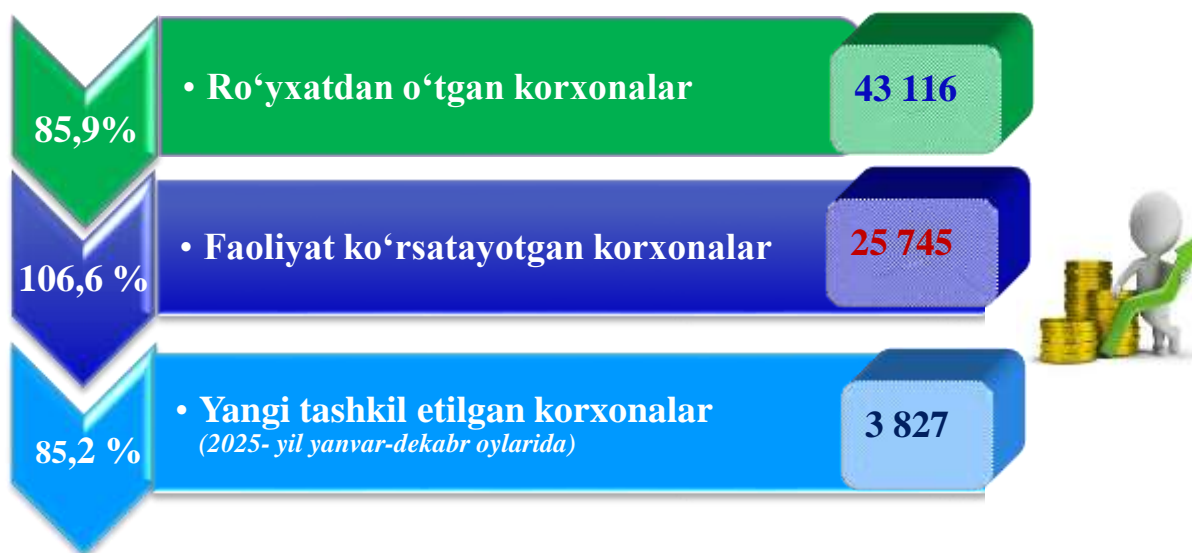 85,9%
• Ro‘yxatdan o‘tgan korxonalar
43 116
106,6 %
• Faoliyat ko‘rsatayotgan korxonalar
25 745
85,2 %
• Yangi tashkil etilgan korxonalar
(2025- yil yanvar-dekabr oylarida)
3 827